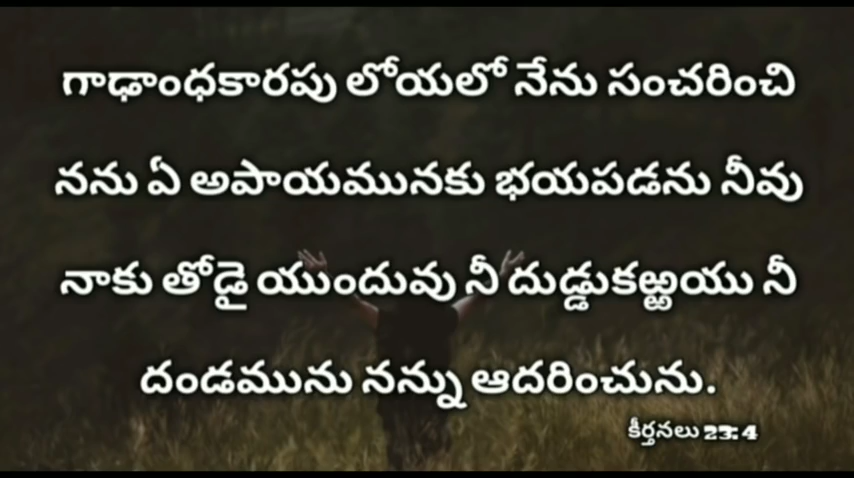 గాఢాంధకారపు లోయలో నేను సంచరించి
నను ఏ అపాయమునకు భయపడను నీవు
నాకు తోడై యుందువు నీ దుడ్డుకఱ్ఱయు నీ
దండమును నన్ను ఆదరించును.
కీర్తనలు 23:4